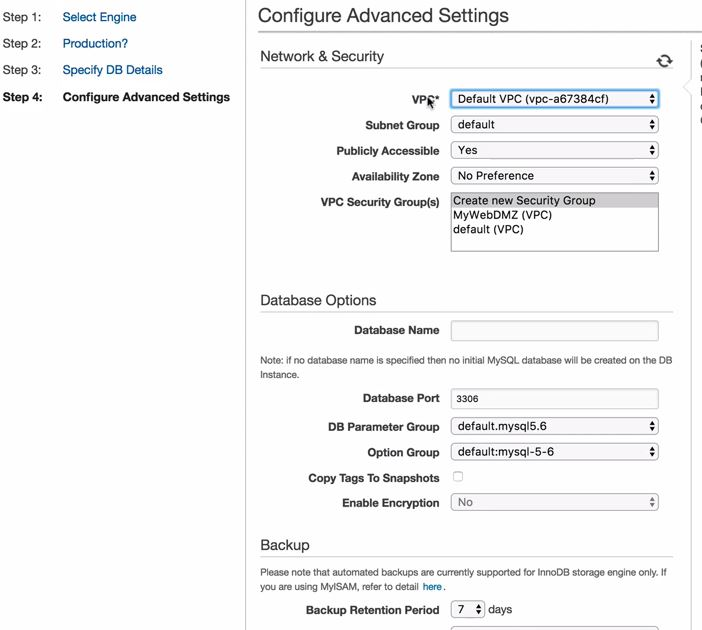 Step 1: Select Engine
Step 2: Production?
Step 3: Specify DB Details
Step 4: Configure Advanced Settings
Configure Advanced Settings
Network & Security
VPC* Default VPC (vpc-a67384cf)
Subnet Group default
Publicly Accessible Yes
Availability Zone No Preference
VPC Security Group(s) Create new Security Group
MyWebDMZ (VPC)
default (VPC)
Database Options
Database Name
Note: if no database name is specified then no initial MySQL database will be created on the DB
Instance.
Database Port 3306
DB Parameter Group default.mysql5.6
Option Group default:mysql-5-6
Copy Tags To Snapshots
Enable Encryption No
Backup
Please note that automated backups are currently supported for InnoDB storage engine only. If
you are using MyISAM, refer to detail here.
Backup Retention Period 7 days